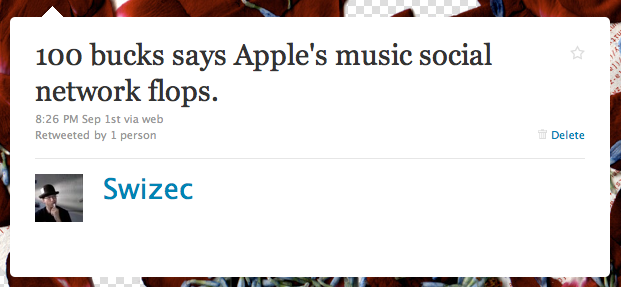 100 bucks says Apple's music social
network flops.
8:26 PM Sep 1st via web
Retweeted by 1 person
Delete
Swizec